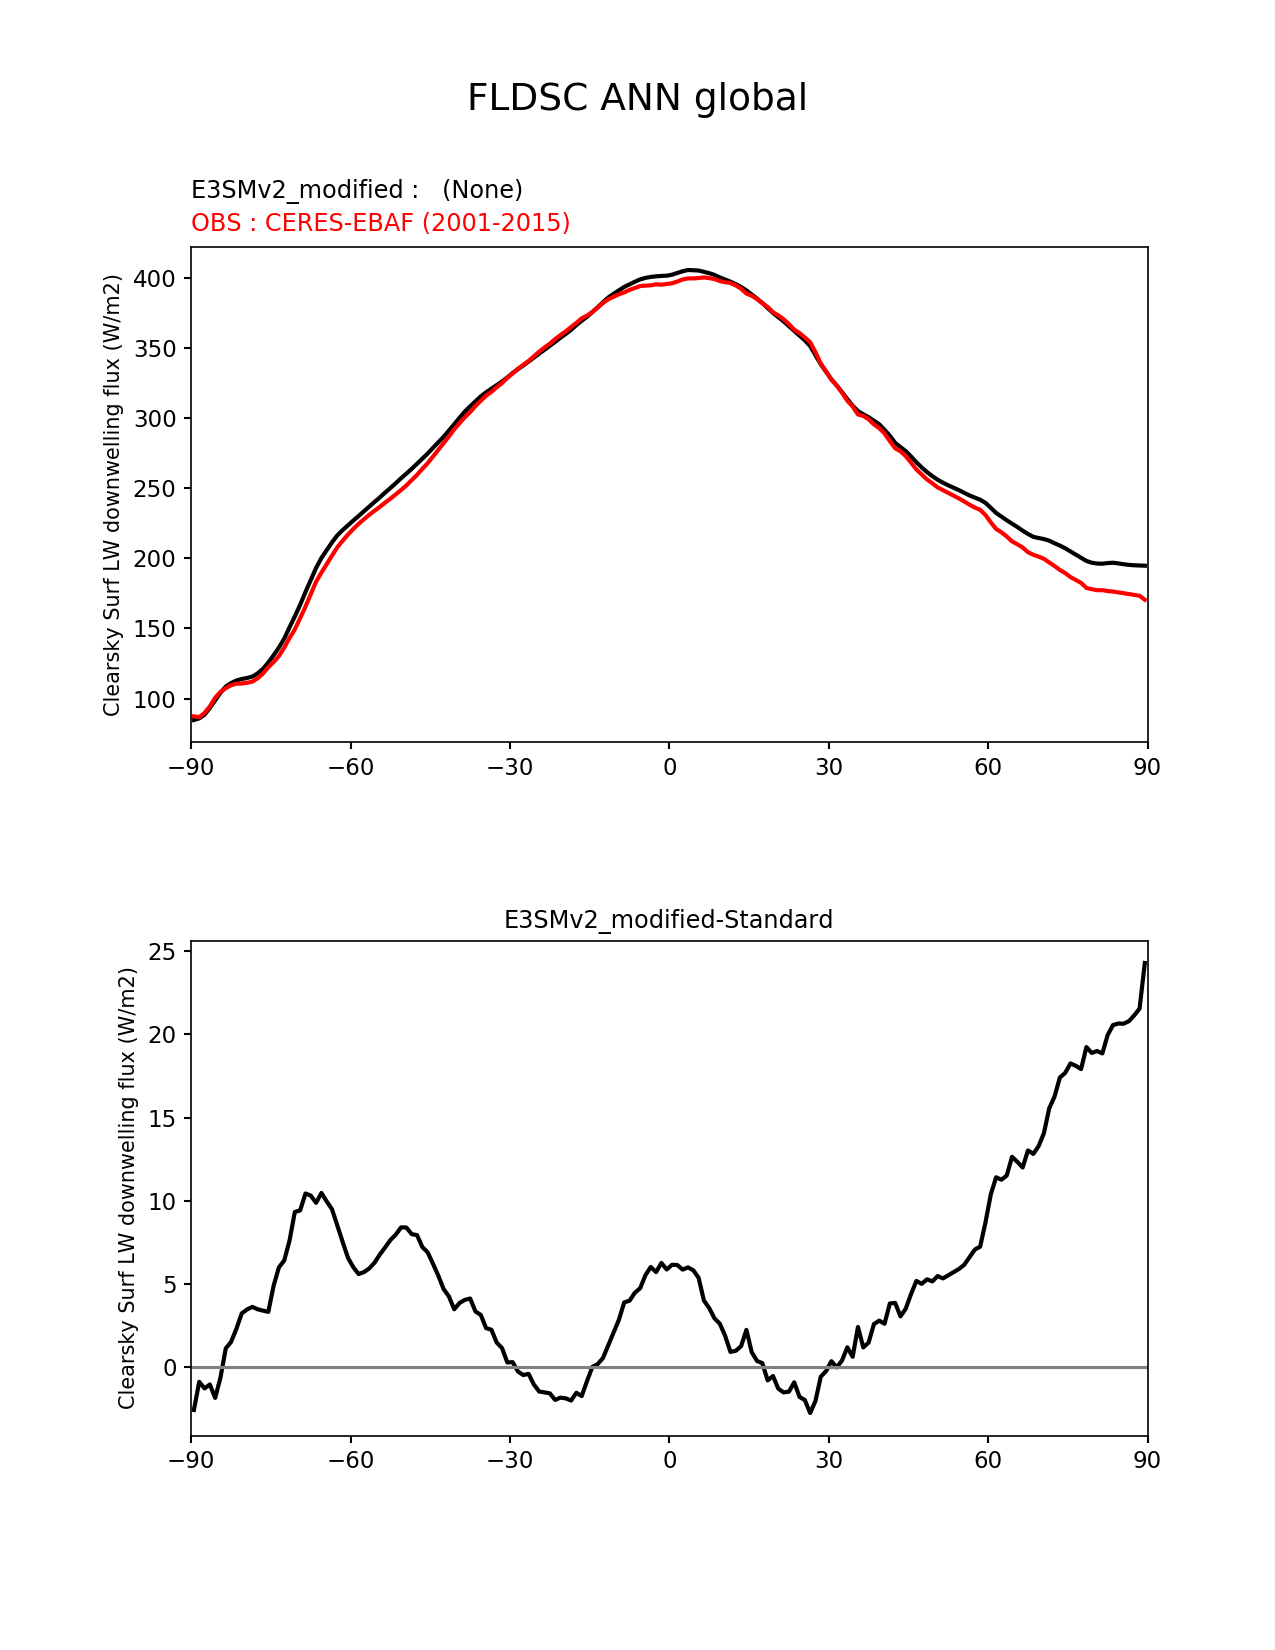 FLDSC ANN global
E3SMv2_modified :   (None)
OBS : CERES-EBAF (2001-2015)
Clearsky Surf LW downwelling flux (W/m2)
400
350
300
250
200
150
100
−90 −60 −30 0 30 60 90
E3SMv2_modified-Standard
Clearsky Surf LW downwelling flux (W/m2)
25
20
15
10
5
0
−90 −60 −30 0 30 60 90